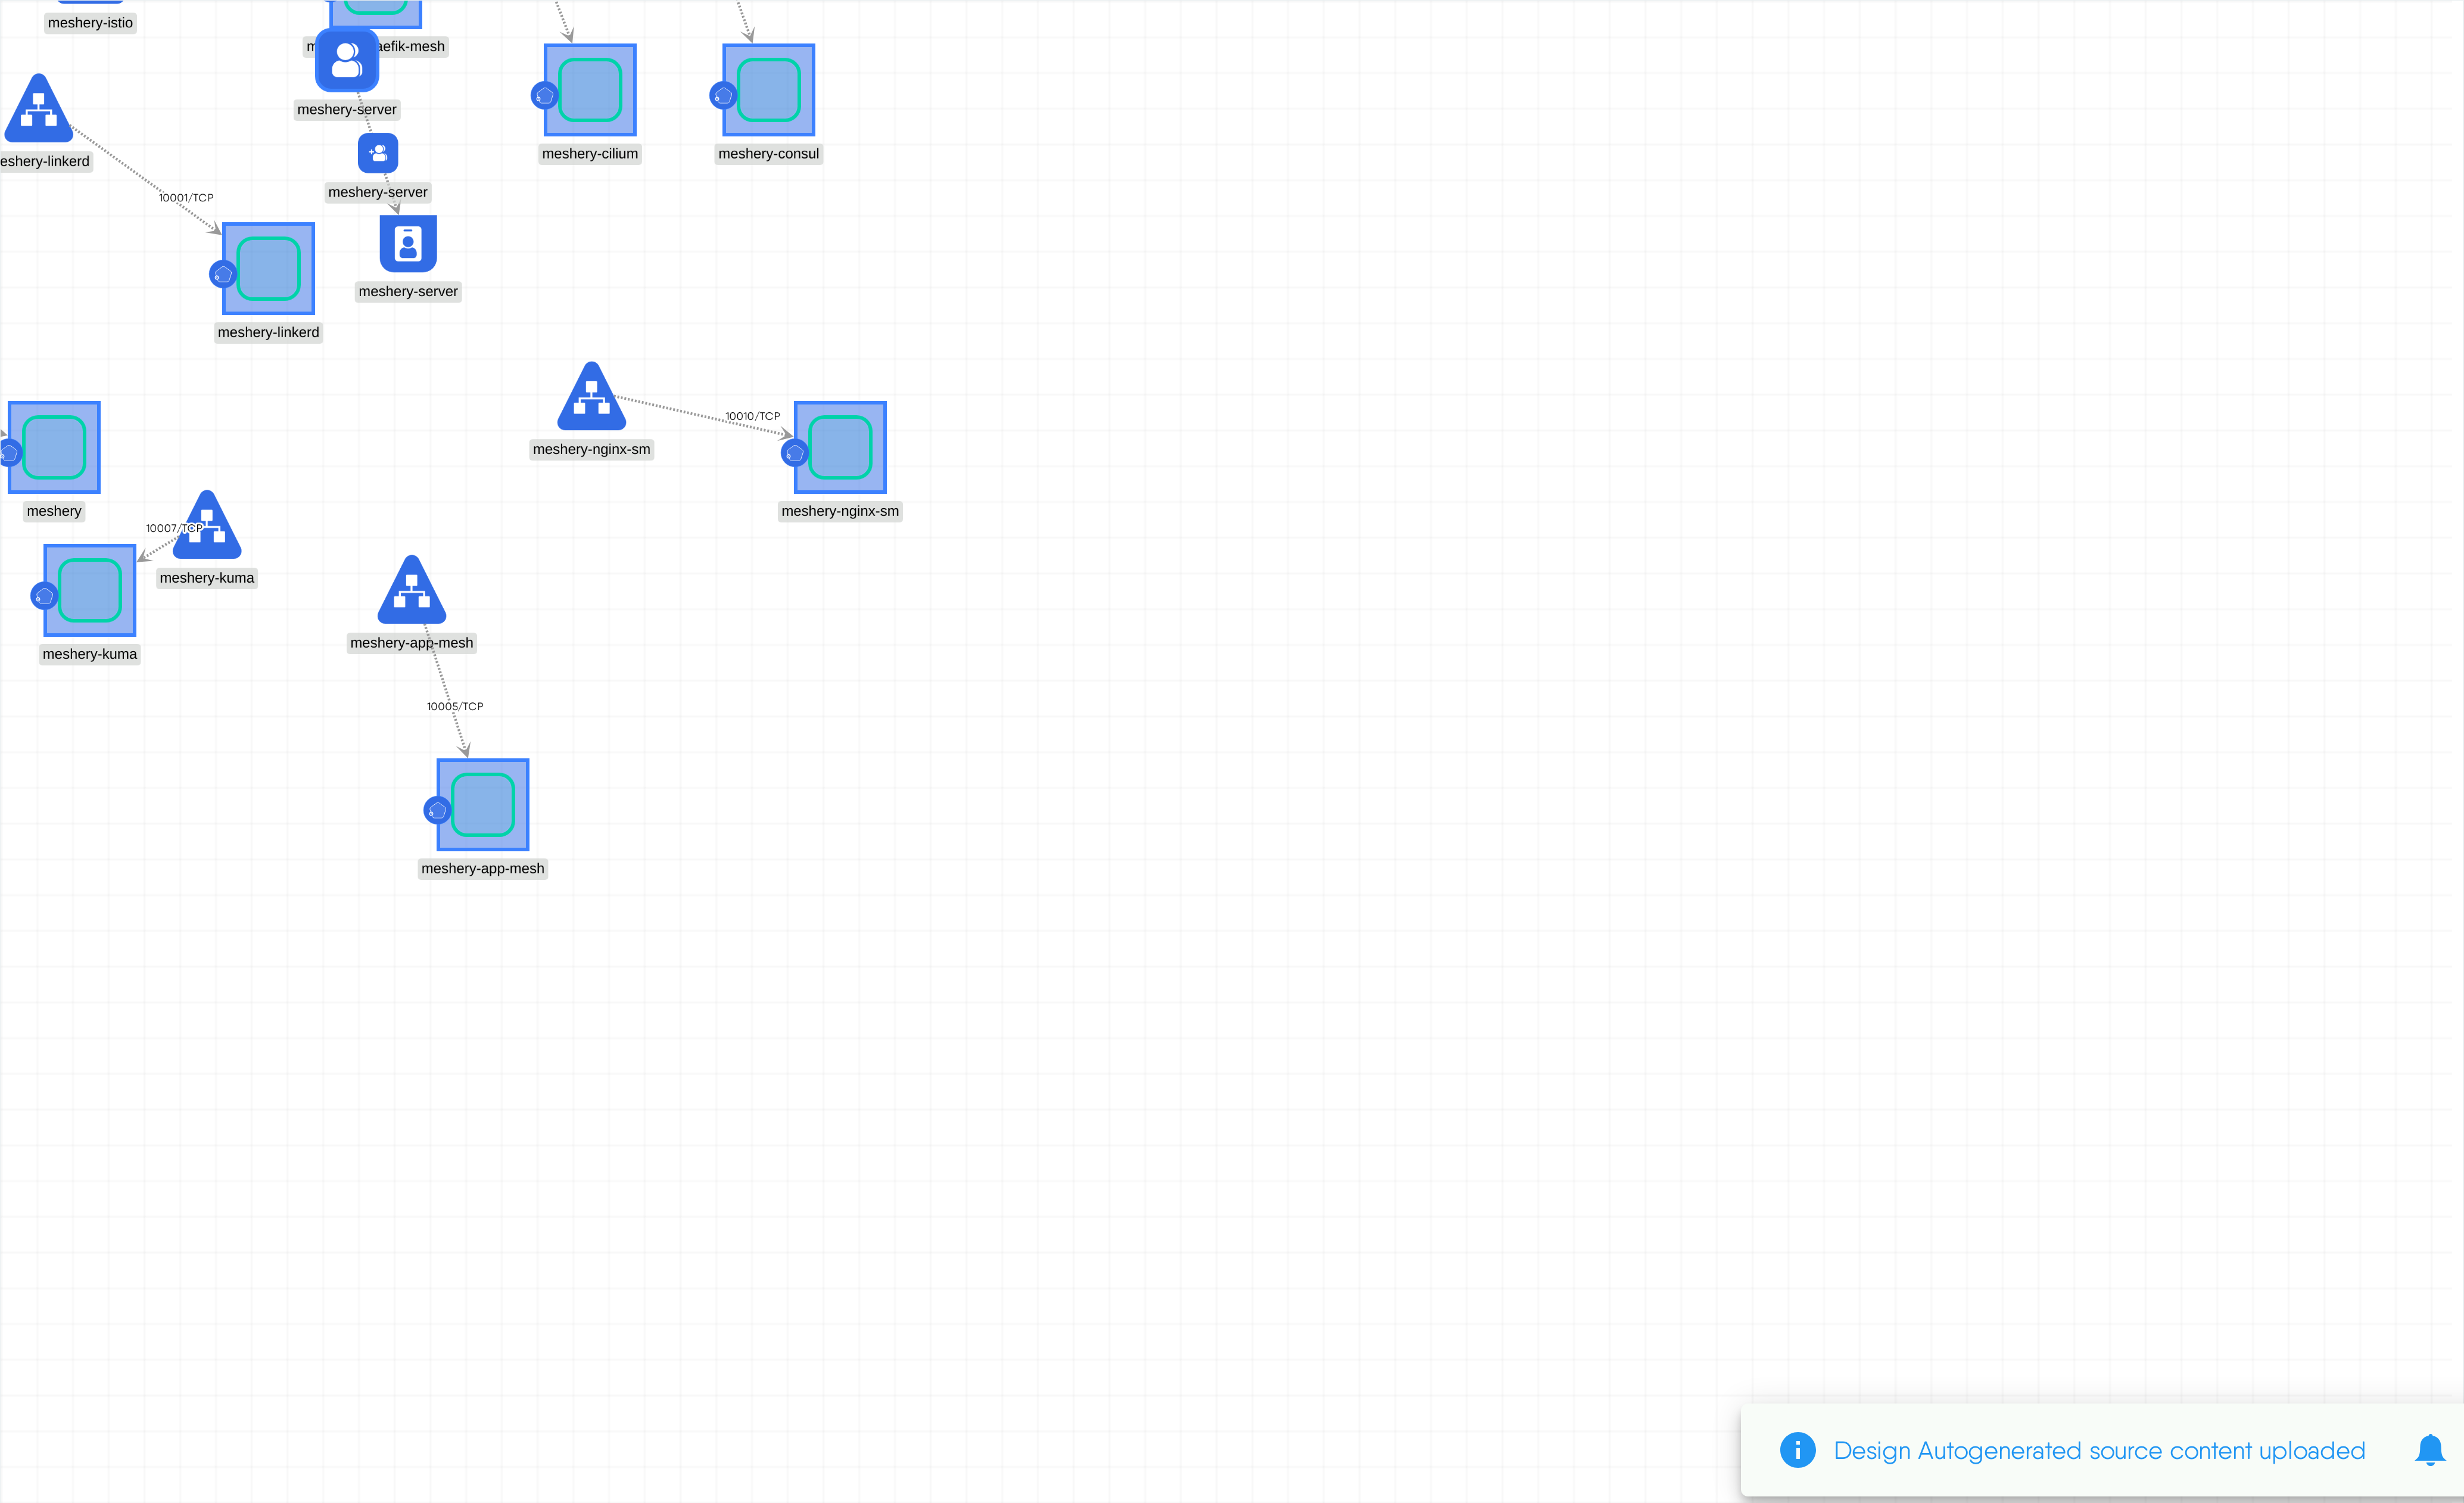 meshery-istio
aefik-mesh
meshery-server
meshery-cilium
meshery-consul
eshery-linkerd
meshery-server
10001/TCP
meshery-server
meshery-linkerd
10010/TCP
meshery-nginx-sm
meshery
meshery-nginx-sm
10007/TCP
meshery-kuma
meshery-app-mesh
meshery-kuma
10005/TCP
meshery-app-mesh
Design Autogenerated source content uploaded